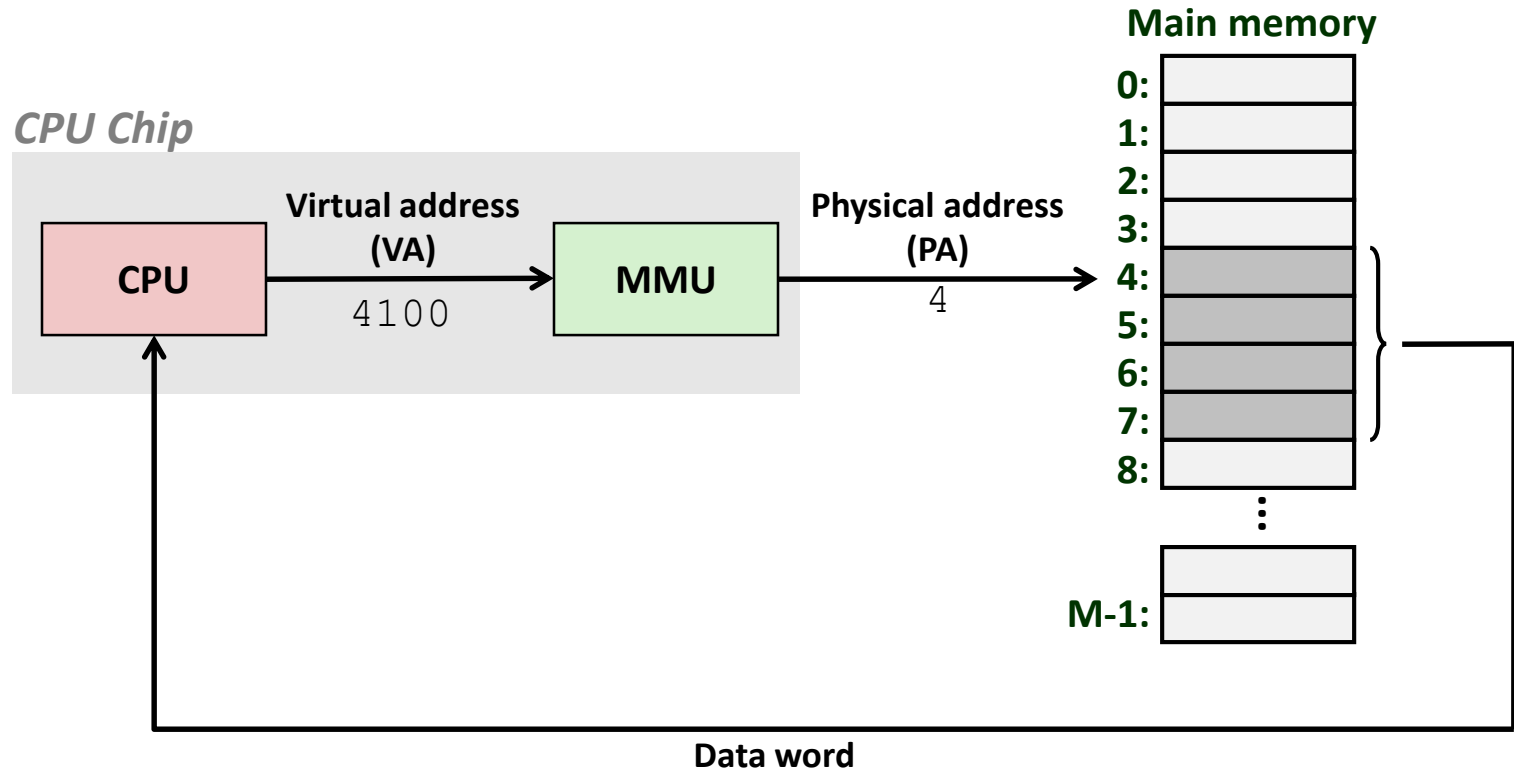 Main memory
0:
1:
CPU Chip
2:
Virtual address
(VA)
Physical address
(PA)
3:
CPU
MMU
4:
4100
4
5:
6:
7:
8:
⋮
M-1:
Data word